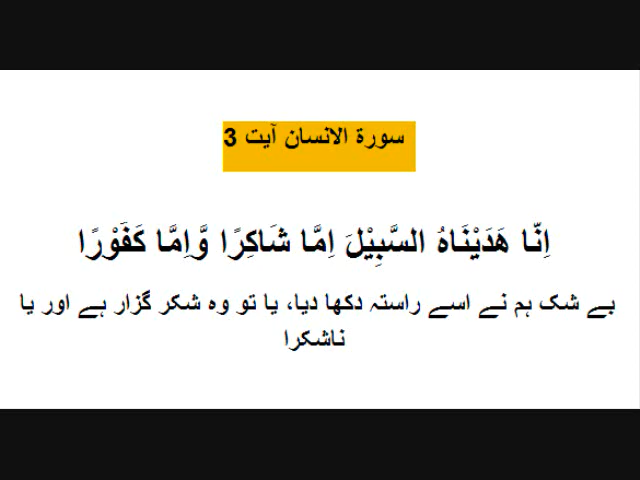 سورة الانسان آیت 3
اِنَّا هَدَيْنَاهُ السَّبِيْلَ اِمَّا شَاكِرًا وَّاِمَّا كَفُوْرًا
بے شک ہم نے اسے راستہ دکھا دیا، یا تو وہ شکر گزار ہے اور یا
ناشکرا